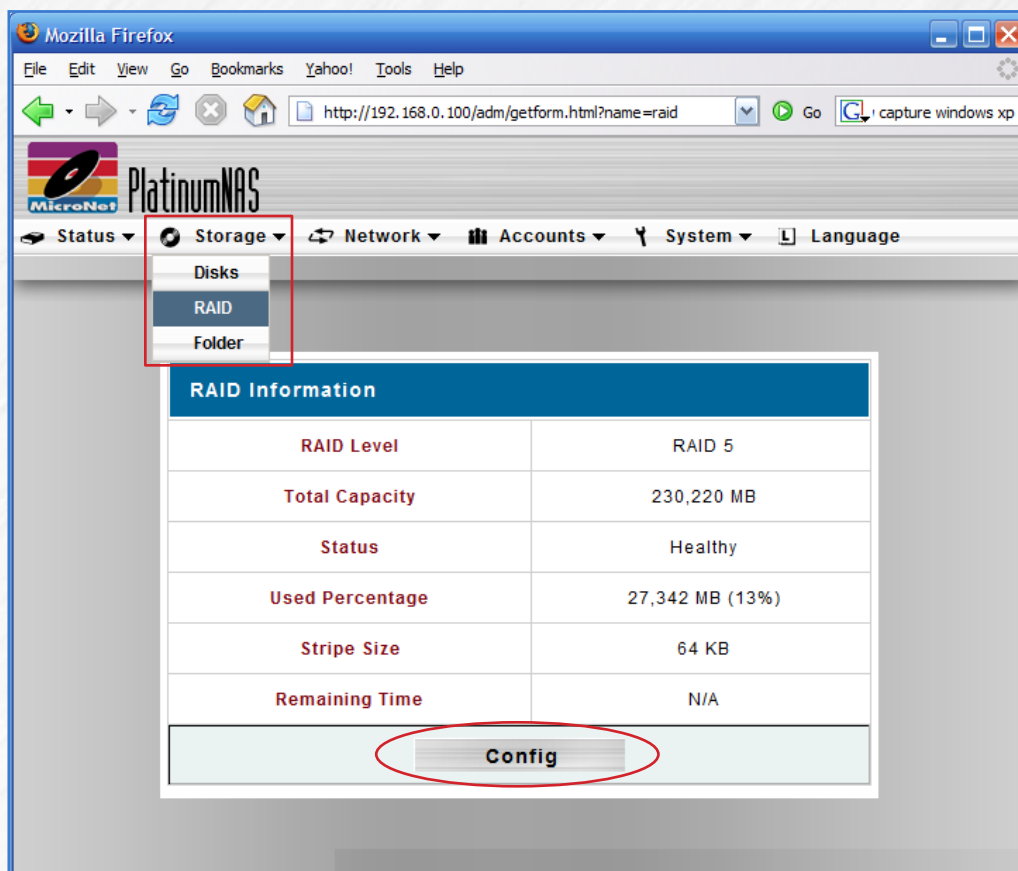 Mozilla Firefox
File Edit View Go Bookmarks Yahoo! Tools Help
http://192.168.0.100/adm/getform.html?name=raid Go G capture windows xp
MicroNet PlatinumNAS
Status Storage Network Accounts System L Language
Disks
RAID
Folder
RAID Information
RAID Level RAID 5
Total Capacity 230,220 MB
Status Healthy
Used Percentage 27,342 MB (13%)
Stripe Size 64 KB
Remaining Time N/A
Config